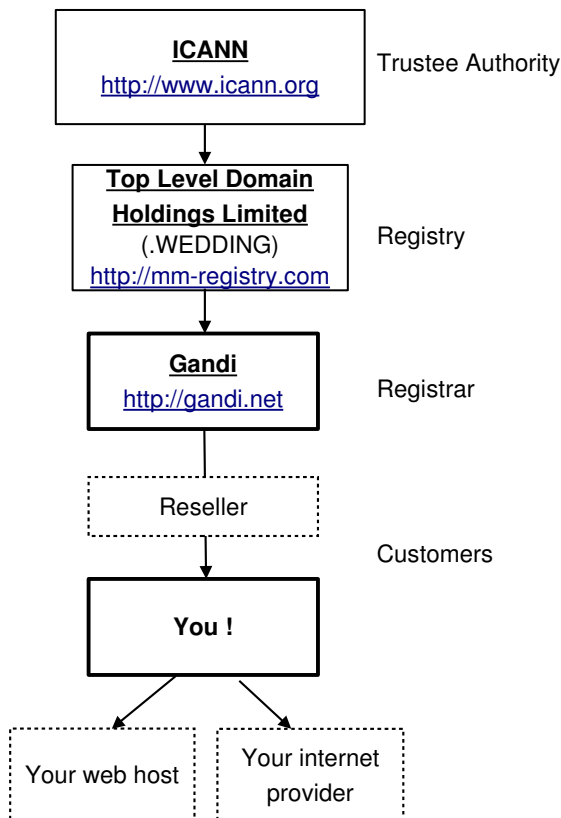 ICANN
http://www.icann.org
Trustee Authority
Top Level Domain
Holdings Limited
(.WEDDING)
http://mm-registry.com
Registry
Gandi
http://gandi.net
Registrar
Reseller
Customers
You !
Your web host
Your internet
provider